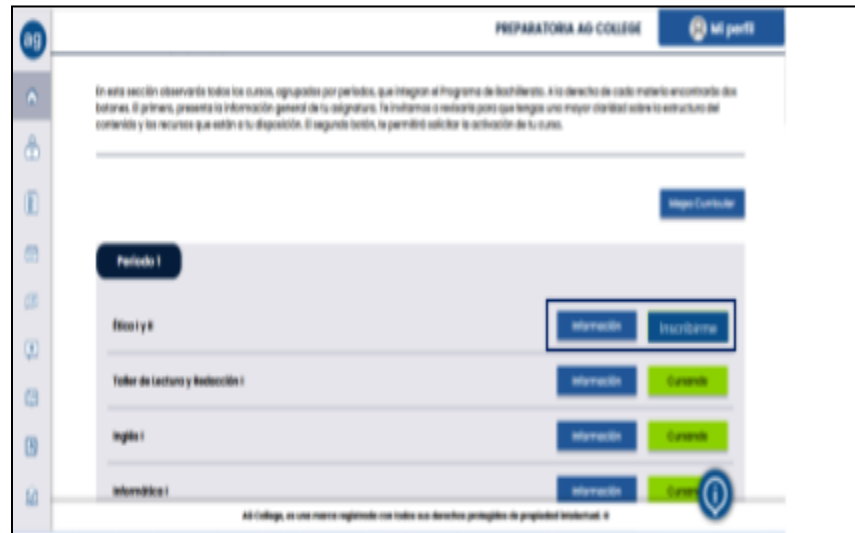 ag
PREPARATORIA AG COLLEGE
Mi perfil
En esta sección observarás todos los cursos, agrupados por períodos, que integran el Programa de Bachillerato. A la derecha de cada materia encontrarás dos
botones. El primero, presenta la información general de tu asignatura. Te invitamos a revisarla para que tengas una mayor claridad sobre la estructura del
contenido y los recursos que están a tu disposición. El segundo botón, te permitirá solicitar la activación de tu curso.
Mapa Curricular
Período 1
Ética I y II
Información
Inscribirme
Taller de Lectura y Redacción I
Información
Cursando
Inglés I
Información
Cursando
Informática I
Información
AG College, es una marca registrada con todos sus derechos protegidos de propiedad intelectual. ©